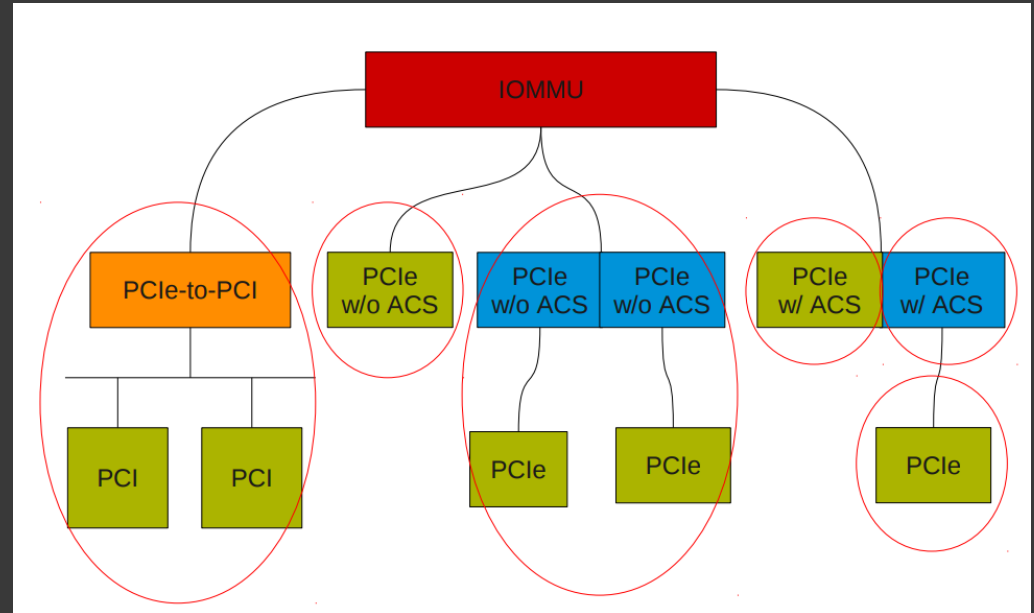 IOMMU
PCIe-to-PCI
PCIe
w/o ACS
PCIe
w/o ACS
PCIe
w/o ACS
PCIe
w/ ACS
PCIe
w/ ACS
PCI
PCI
PCIe
PCIe
PCIe